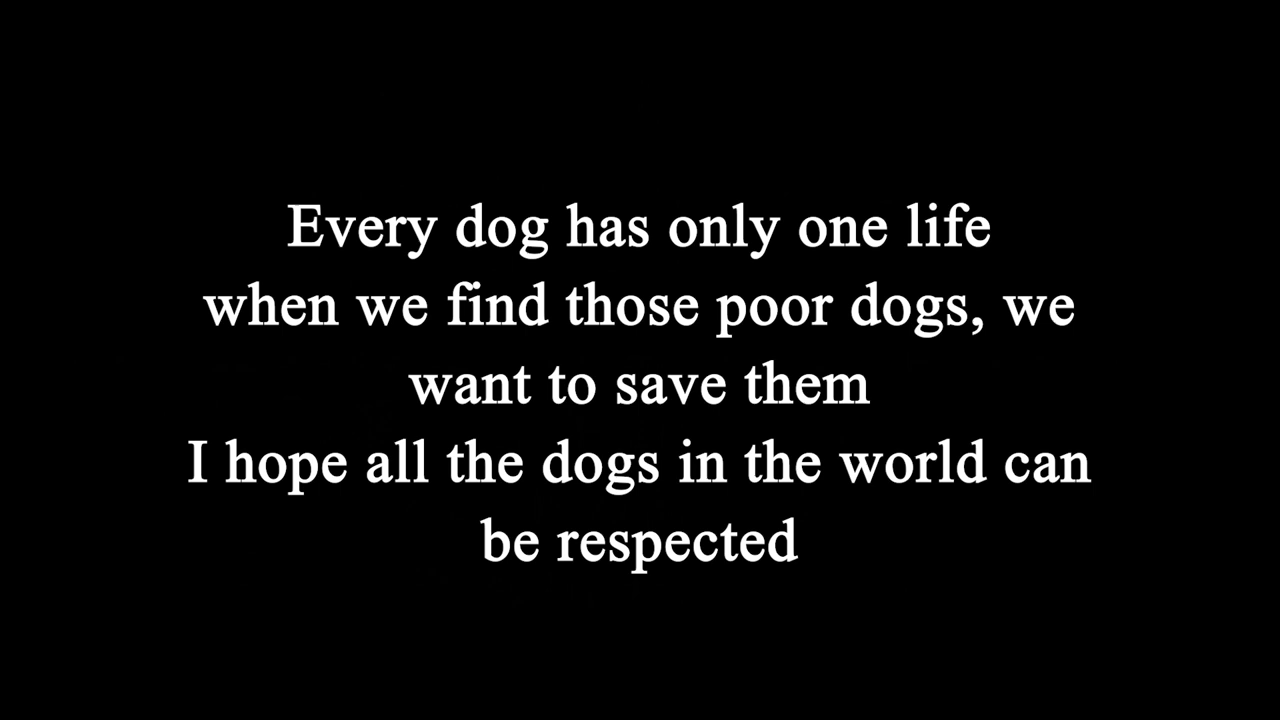 Every dog has only one life
when we find those poor dogs, we
want to save them
I hope all the dogs in the world can
be respected